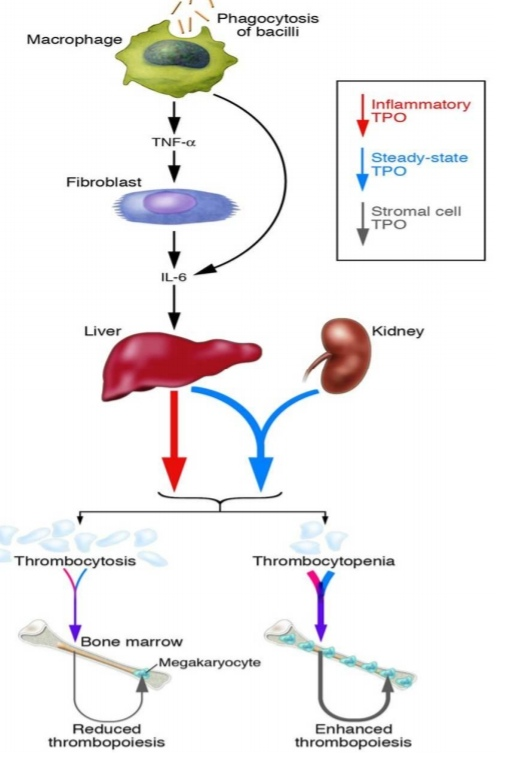 Phagocytosis
of bacilli
Macrophage
Inflammatory
TPO
TNF-α
Steady-state
TPO
Fibroblast
Stromal cell
TPO
IL-6
Liver
Kidney
Thrombocytosis
Thrombocytopenia
Bone marrow
Megakaryocyte
Reduced
thrombopoiesis
Enhanced
thrombopoiesis